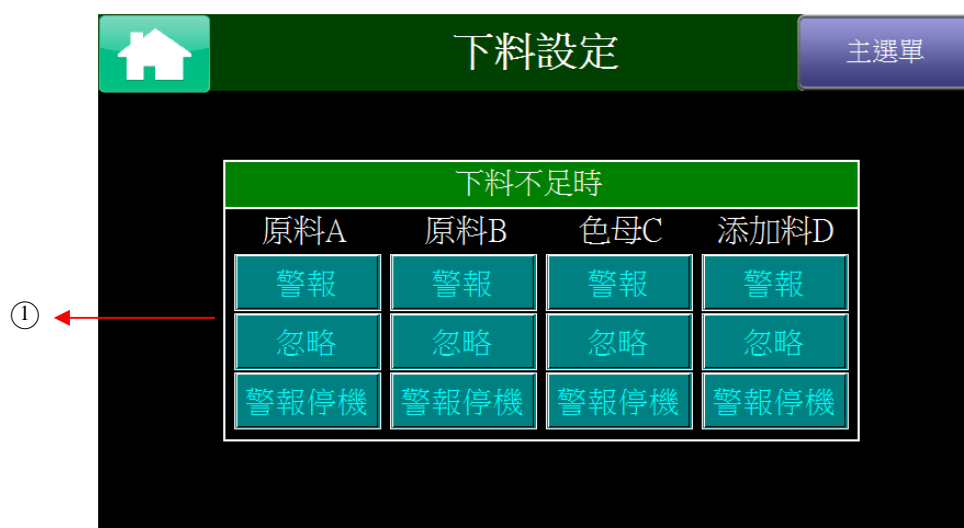 下料設定
主選單
下料不足時
原料A 原料B 色母C 添加料D
警報 警報 警報 警報
① 忽略 忽略 忽略 忽略
警報停機 警報停機 警報停機 警報停機